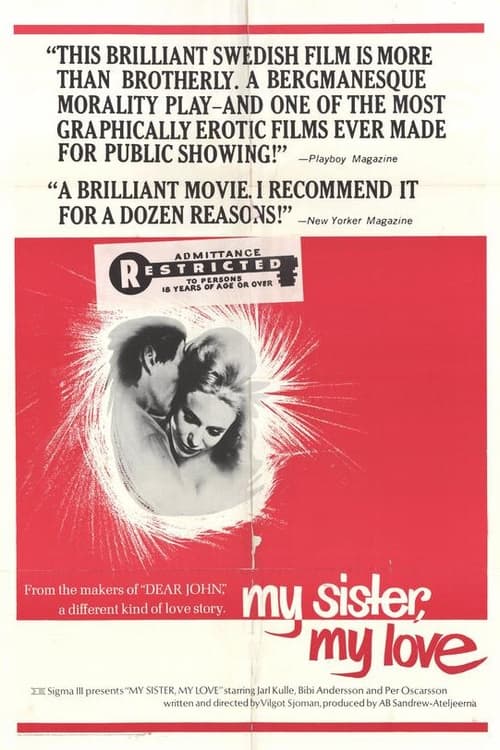 “THIS BRILLIANT SWEDISH FILM IS MORE
THAN BROTHERLY. A BERGMANESQUE
MORALITY PLAY—AND ONE OF THE MOST
GRAPHICALLY EROTIC FILMS EVER MADE
FOR PUBLIC SHOWING!” —Playboy Magazine
“A BRILLIANT MOVIE. I RECOMMEND IT
FOR A DOZEN REASONS!” —New Yorker Magazine
ADMITTANCE
RESTRICTED
TO PERSONS
18 YEARS OF AGE OR OVER
From the makers of “DEAR JOHN,”
a different kind of love story.
my sister,
my love
Sigma III presents “MY SISTER, MY LOVE” starring Jarl Kulle, Bibi Andersson and Per Oscarsson
written and directed by Vilgot Sjoman, produced by AB Sandrew-Ateljeerna